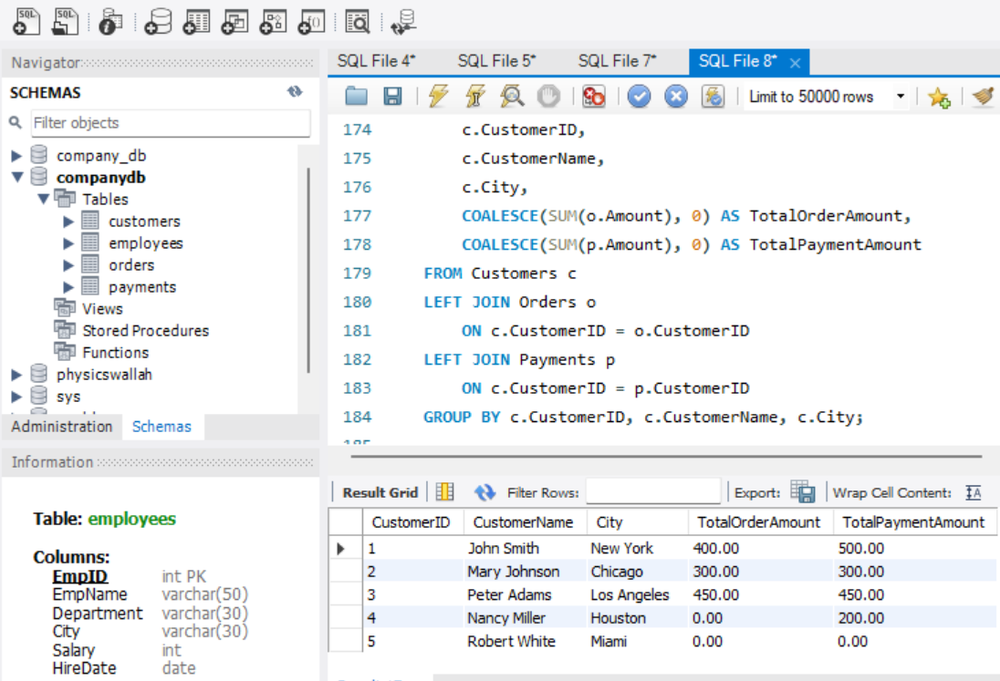 SQL SQL
Navigator
SCHEMAS
Filter objects
company_db
companydb
Tables
customers
employees
orders
payments
Views
Stored Procedures
Functions
physicswallah
sys
Administration Schemas
Information
Table: employees
Columns:
EmpID int PK
EmpName varchar(50)
Department varchar(30)
City varchar(30)
Salary int
HireDate date
SQL File 4* SQL File 5* SQL File 7* SQL File 8* ×
Limit to 50000 rows
174 c.CustomerID,
175 c.CustomerName,
176 c.City,
177 COALESCE(SUM(o.Amount), 0) AS TotalOrderAmount,
178 COALESCE(SUM(p.Amount), 0) AS TotalPaymentAmount
179 FROM Customers c
180 LEFT JOIN Orders o
181 ON c.CustomerID = o.CustomerID
182 LEFT JOIN Payments p
183 ON c.CustomerID = p.CustomerID
184 GROUP BY c.CustomerID, c.CustomerName, c.City;
Result Grid Filter Rows: Export: Wrap Cell Content: IA
CustomerID CustomerName City TotalOrderAmount TotalPaymentAmount
1 John Smith New York 400.00 500.00
2 Mary Johnson Chicago 300.00 300.00
3 Peter Adams Los Angeles 450.00 450.00
4 Nancy Miller Houston 0.00 200.00
5 Robert White Miami 0.00 0.00